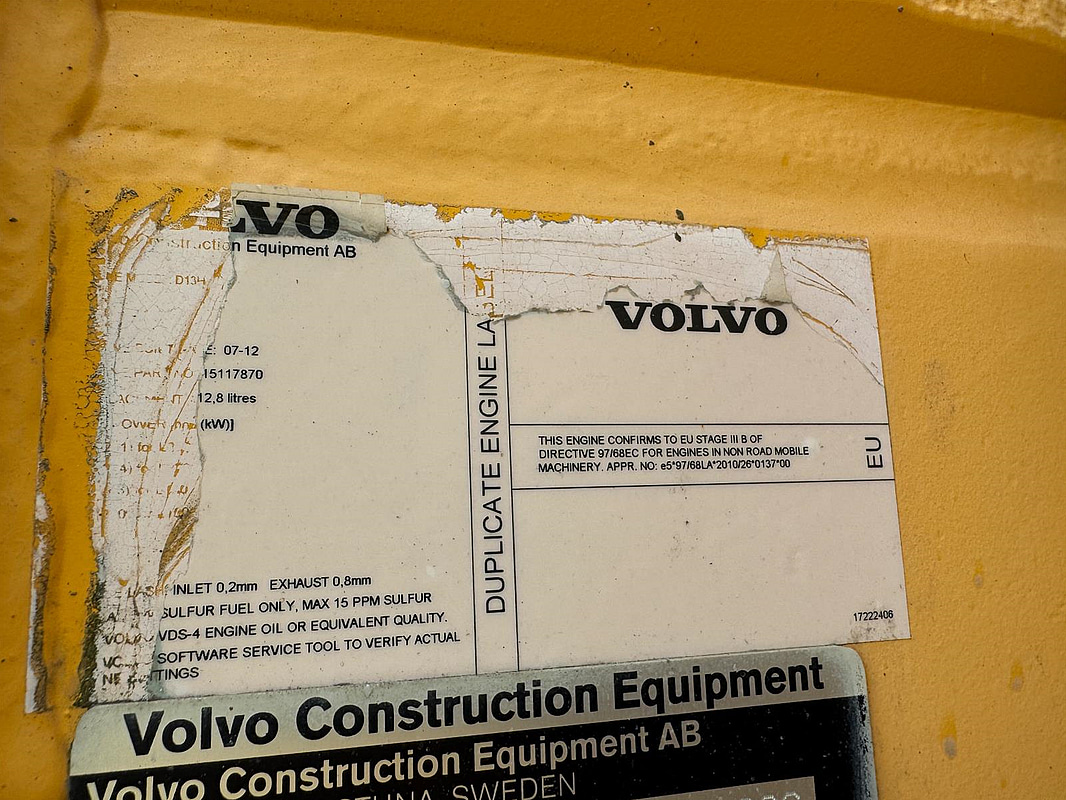 VO
Equipment AB
D13H
07-12
15117870
12,8 litres
(kW)]
INLET 0,2mm EXHAUST 0,8mm
SULFUR FUEL ONLY, MAX 15 PPM SULFUR
VDS-4 ENGINE OIL OR EQUIVALENT QUALITY.
SOFTWARE SERVICE TOOL TO VERIFY ACTUAL
TINGS
DUPLICATE ENGINE LABEL
VOLVO
THIS ENGINE CONFIRMS TO EU STAGE III B OF
DIRECTIVE 97/68EC FOR ENGINES IN NON ROAD MOBILE
MACHINERY. APPR. NO: e5*97/68LA*2010/26*0137*00
EU
17222406
Volvo Construction Equipment
Volvo Construction Equipment AB
SWEDEN